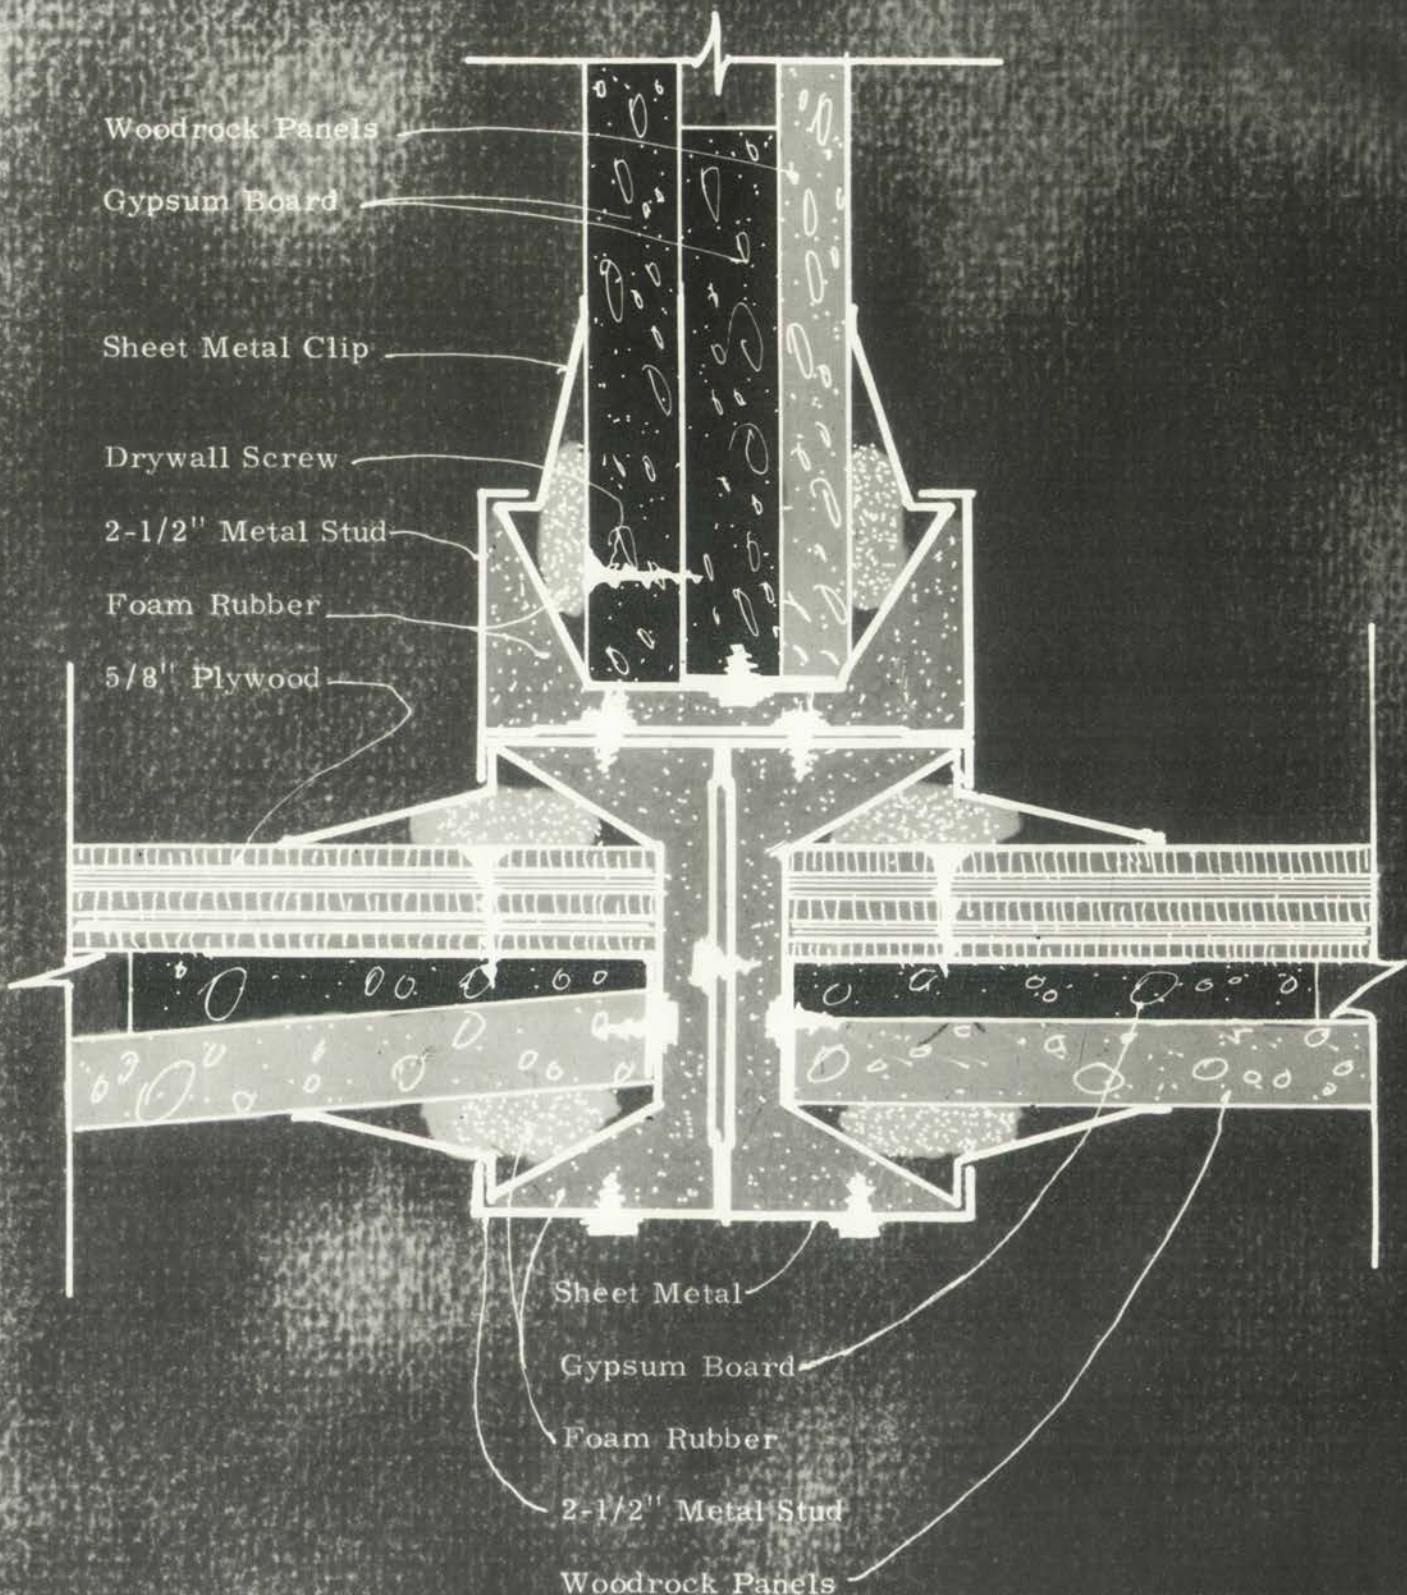 Woodrock Panels
Gypsum Board
Sheet Metal Clip
Drywall Screw
2-1/2" Metal Stud
Foam Rubber
5/8" Plywood
Sheet Metal
Gypsum Board
Foam Rubber
2-1/2" Metal Stud
Woodrock Panels